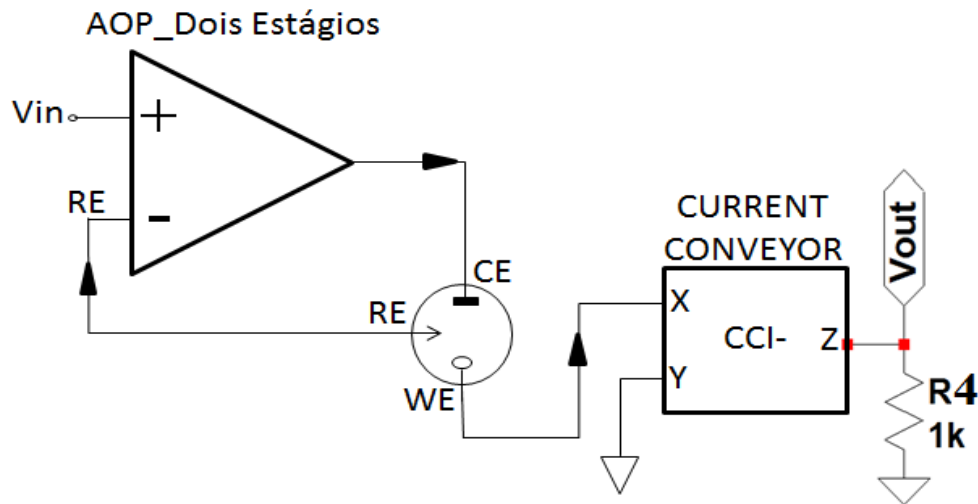 AOP_Dois Estágios
Vin
+
-
RE
CE
RE
WE
CURRENT
CONVEYOR
X
CCI-
Z
Y
Vout
R4
1k